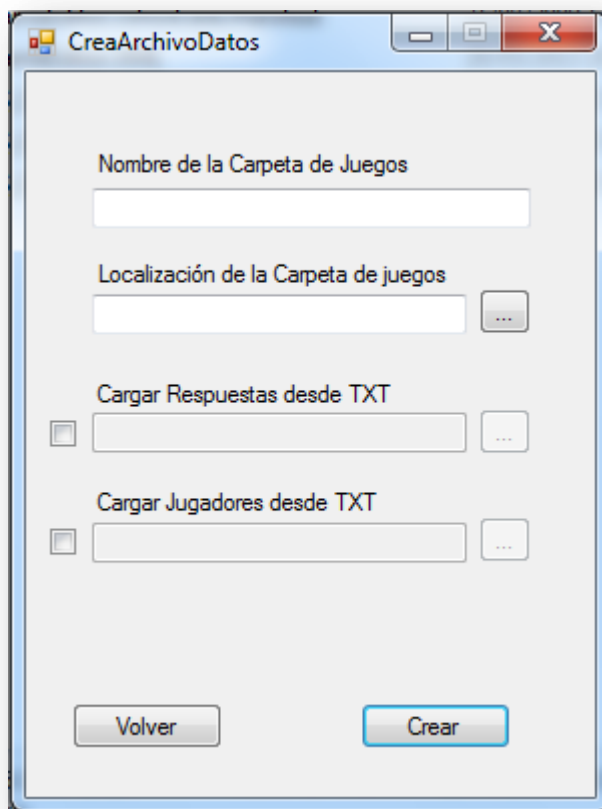 CreaArchivoDatos
Nombre de la Carpeta de Juegos
Localización de la Carpeta de juegos
...
Cargar Respuestas desde TXT
...
Cargar Jugadores desde TXT
...
Volver Crear